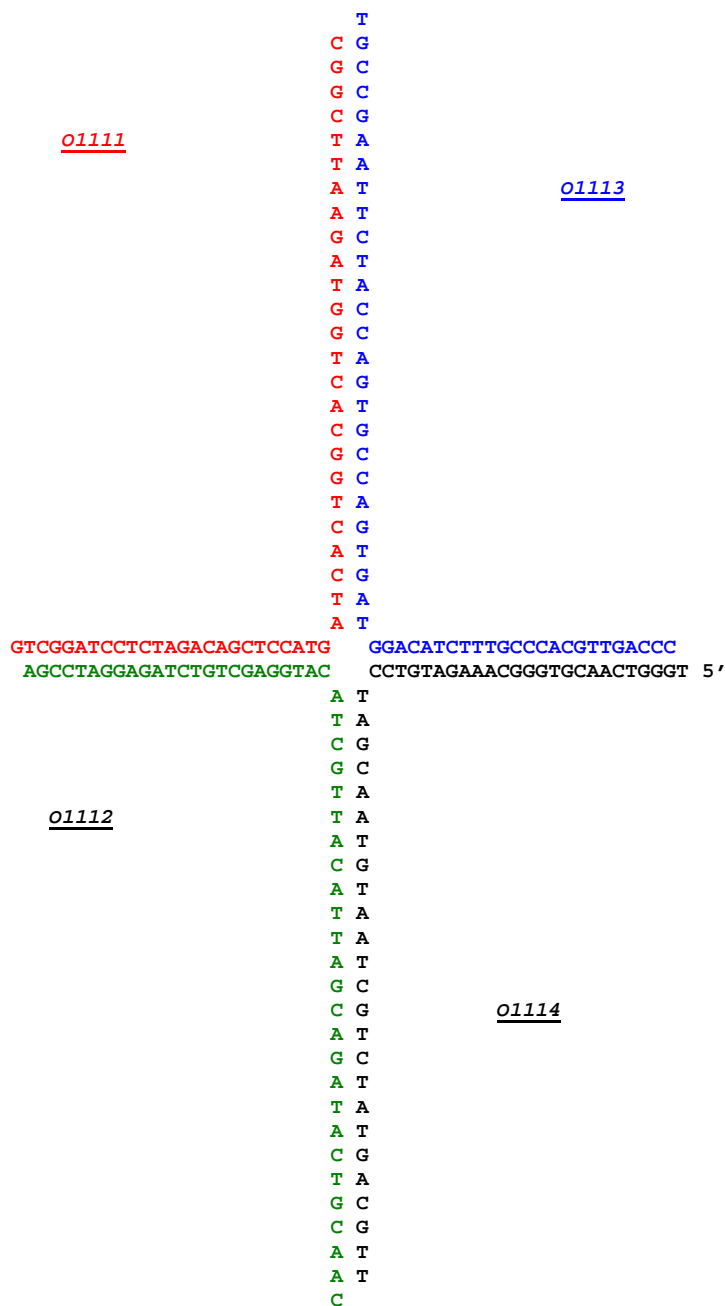 T
C G
G C
G C
C G
o1111
T A
T A
A T
o1113
A T
G C
A T
T A
G C
G C
T A
C G
A T
C G
G C
G C
T A
C G
A T
C G
T A
A T
GTCGGATCCTCTAGACAGCTCCATG GGACATCTTTGCCCACGTTGACCC
AGCCTAGGAGATCTGTCGAGGTAC CCTGTAGAAACGGGTGCAACTGGGT 5’
A T
T A
C G
G C
T A
o1112
T A
A T
C G
A T
T A
T A
A T
G C
C G
o1114
A T
G C
A T
T A
A T
C G
T A
G C
C G
A T
A T
C